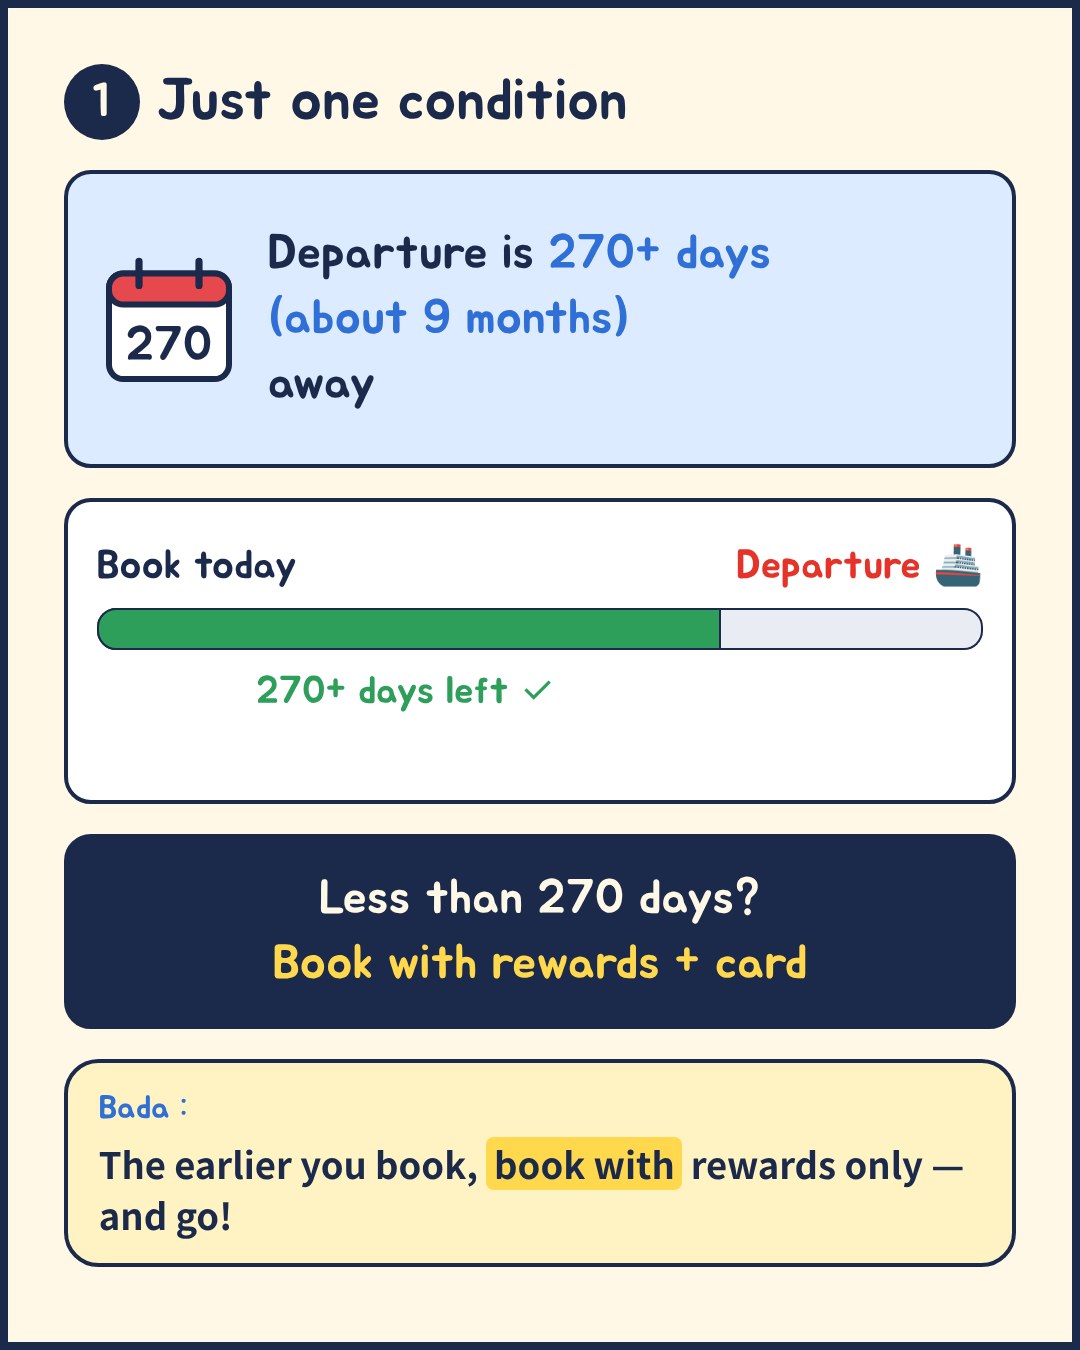 1 Just one condition
270
Departure is 270+ days
(about 9 months)
away
Book today
Departure
270+ days left ✓
Less than 270 days?
Book with rewards + card
Bada :
The earlier you book, book with rewards only —
and go!